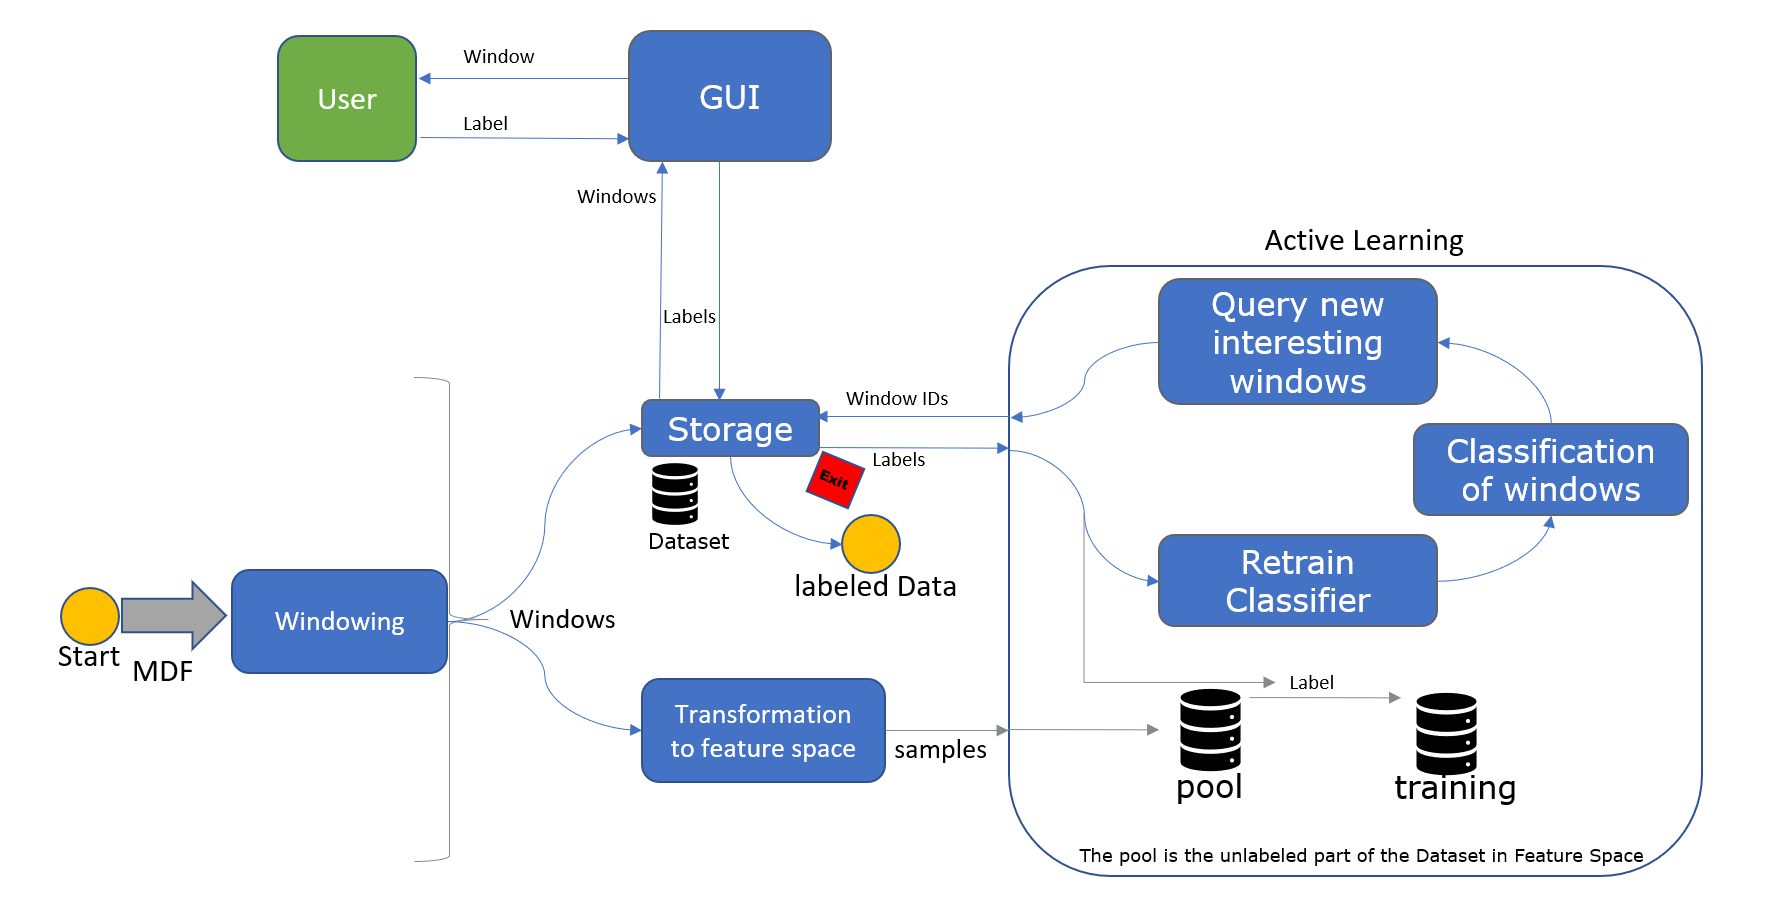 Window
User
GUI
Label
Windows
Labels
Active Learning
Query new
interesting
windows
Window IDs
Storage
Labels
Classification
of windows
Exit
Dataset
labeled Data
Retrain
Classifier
Windowing
Windows
Start
MDF
Transformation
to feature space
samples
Label
pool
training
The pool is the unlabeled part of the Dataset in Feature Space